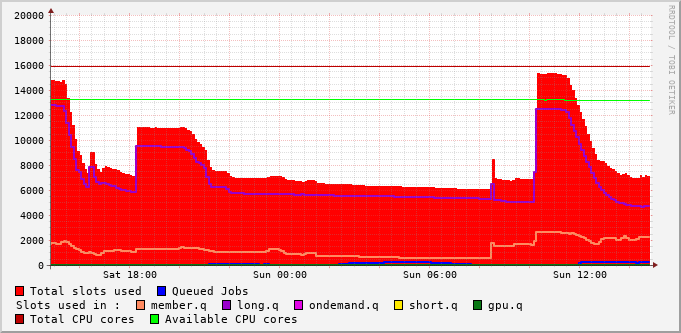 RRDTOOL / TOBI OETIKER
20000
18000
16000
14000
12000
10000
8000
6000
4000
2000
0
Sat 18:00 Sun 00:00 Sun 06:00 Sun 12:00
Total slots used Queued Jobs
Slots used in : member.q long.q ondemand.q short.q gpu.q
Total CPU cores Available CPU cores